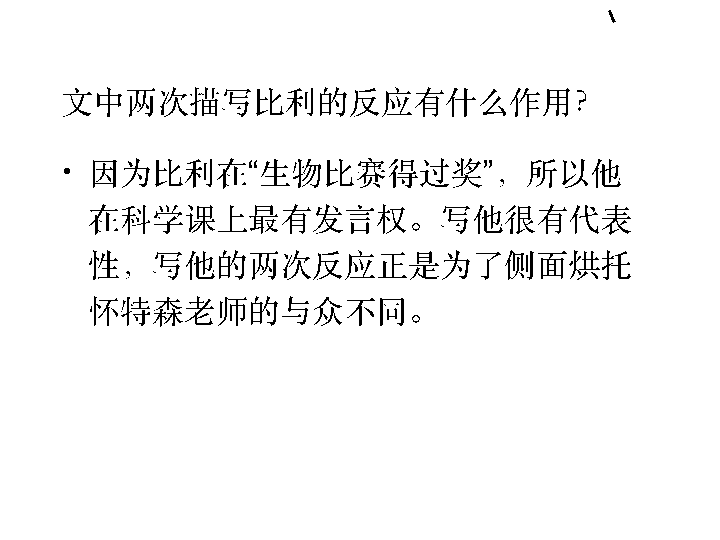 文中两次描写比利的反应有什么作用?
• 因为比利在“生物比赛得过奖”，所以他
在科学课上最有发言权。写他很有代表
性，写他的两次反应正是为了侧面烘托
怀特森老师的与众不同。